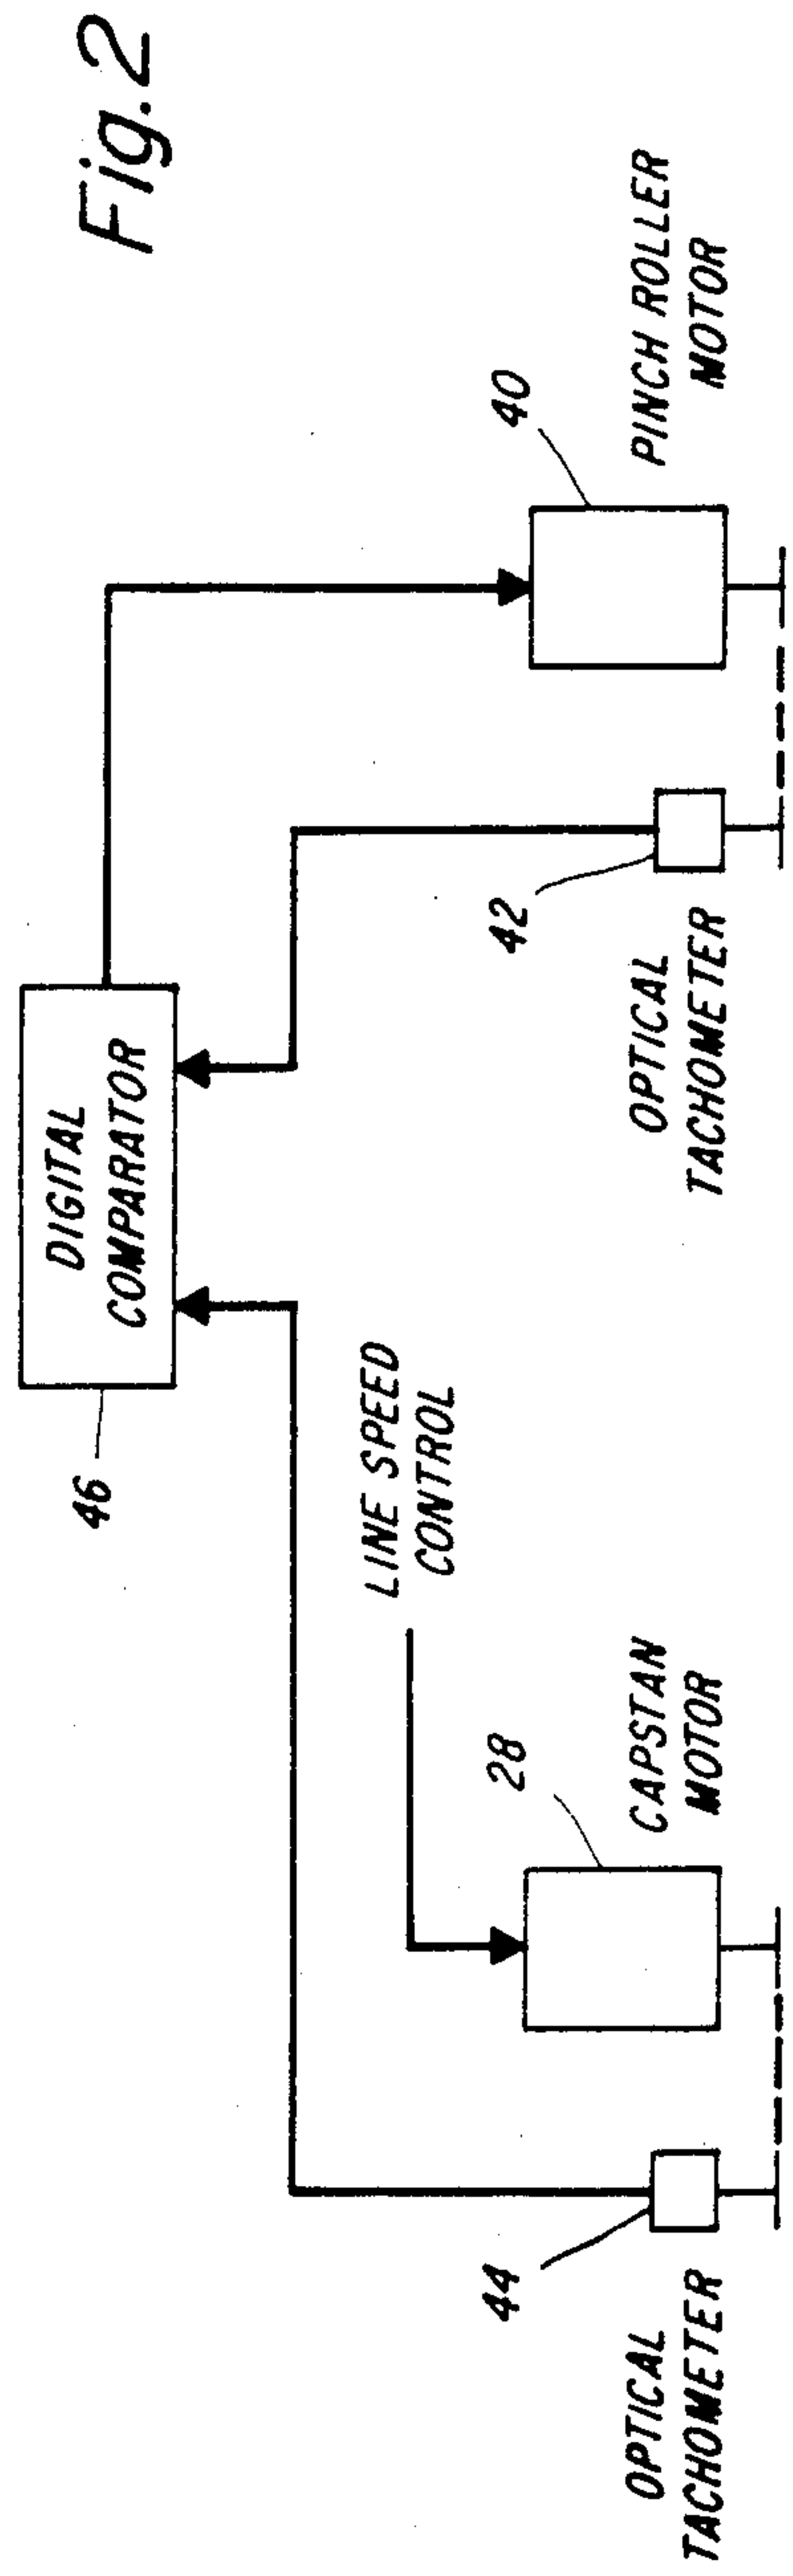 Fig. 2
46
DIGITAL
COMPARATOR
LINE SPEED
CONTROL
44
OPTICAL
TACHOMETER
28
CAPSTAN
MOTOR
42
OPTICAL
TACHOMETER
40
PINCH ROLLER
MOTOR